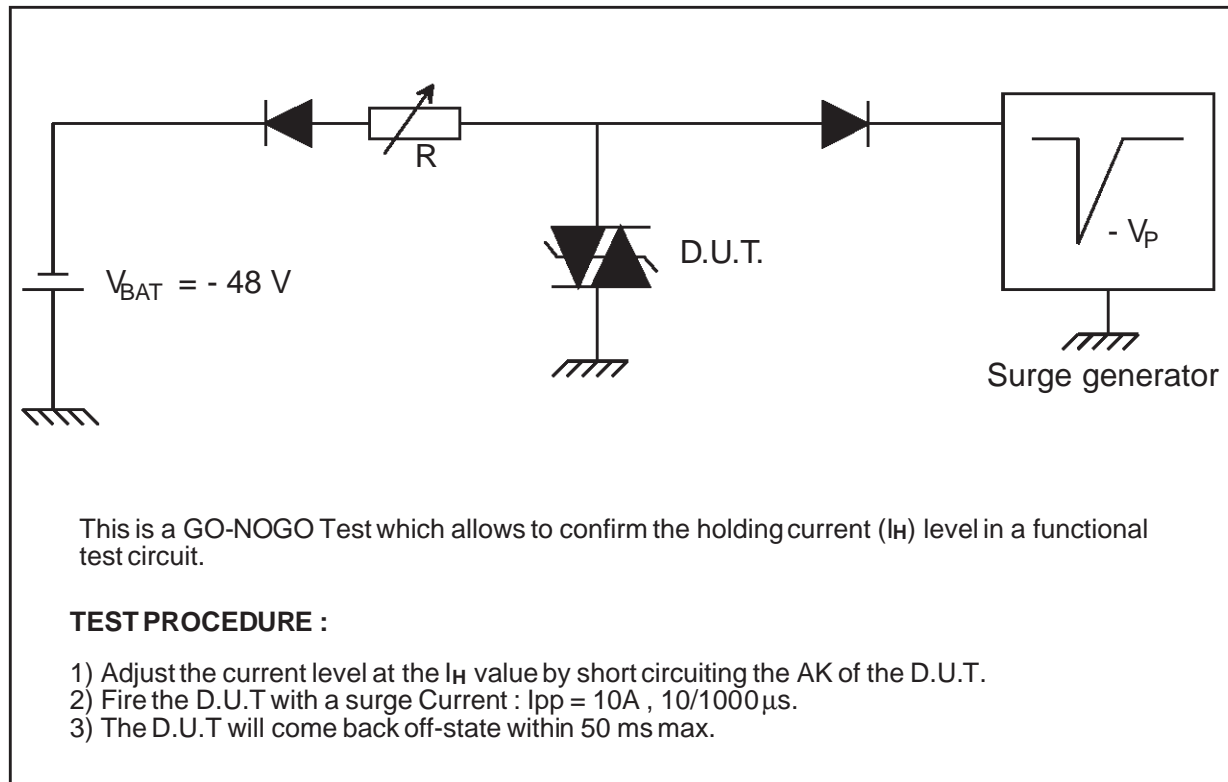 R
D.U.T.
- VP
VBAT = - 48 V
Surge generator
This is a GO-NOGO Test which allows to confirm the holding current (IH) level in a functional
test circuit.
TEST PROCEDURE :
1) Adjust the current level at the IH value by short circuiting the AK of the D.U.T.
2) Fire the D.U.T with a surge Current : Ipp = 10A , 10/1000µs.
3) The D.U.T will come back off-state within 50 ms max.